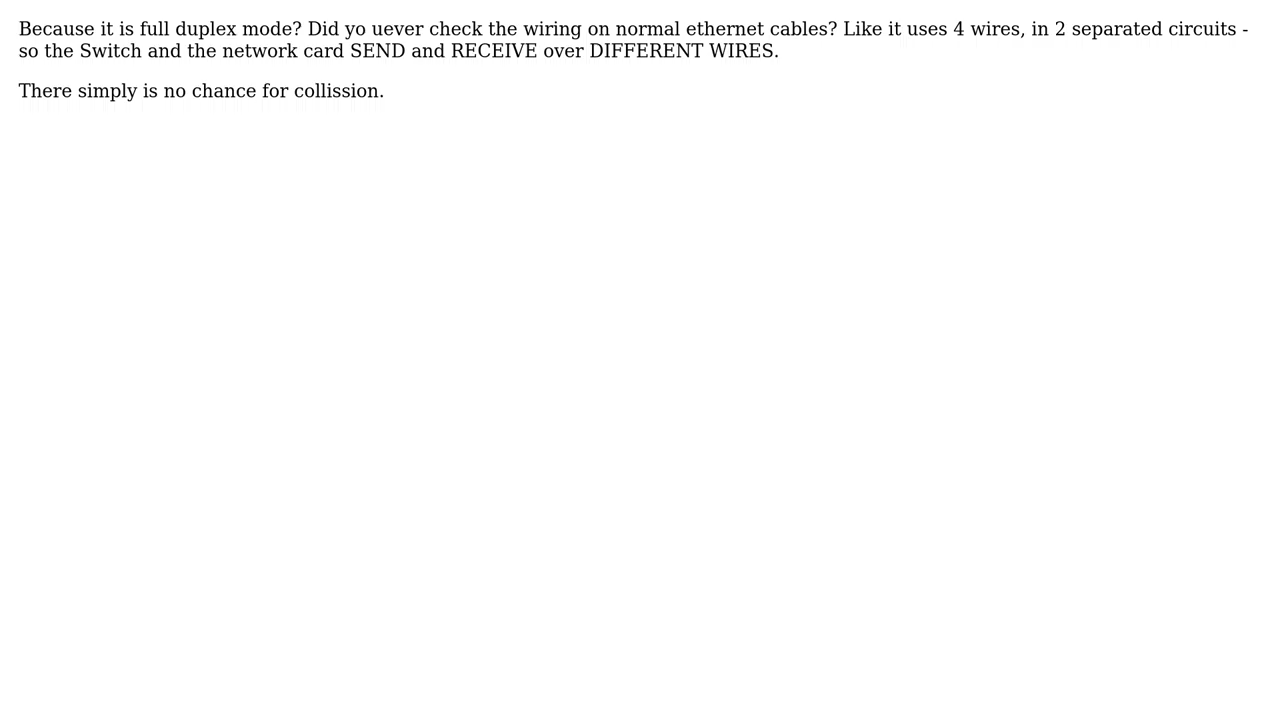 Because it is full duplex mode? Did yo uever check the wiring on normal ethernet cables? Like it uses 4 wires, in 2 separated circuits -
so the Switch and the network card SEND and RECEIVE over DIFFERENT WIRES.
There simply is no chance for collission.